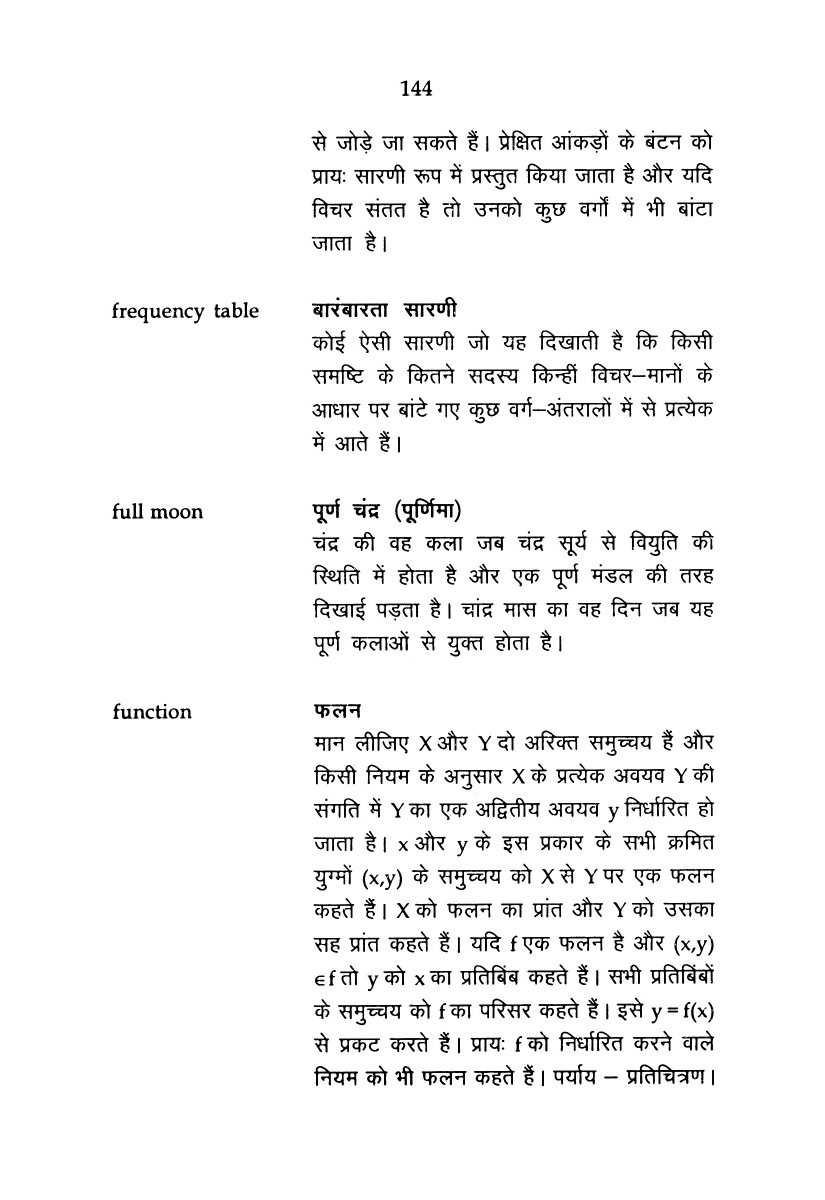 144
से जोड़े जा सकते हैं। प्रेक्षित आंकड़ों के बंटन को
प्रायः सारणी रूप में प्रस्तुत किया जाता है और यदि
विचर संतत है तो उनको कुछ वर्गों में भी बांटा
जाता है।
frequency table बारंबारता सारणी
कोई ऐसी सारणी जो यह दिखाती है कि किसी
समष्टि के कितने सदस्य किन्हीं विचर–मानों के
आधार पर बांटे गए कुछ वर्ग–अंतरालों में से प्रत्येक
में आते हैं।
full moon पूर्ण चंद्र (पूर्णिमा)
चंद्र की वह कला जब चंद्र सूर्य से वियुति की
स्थिति में होता है और एक पूर्ण मंडल की तरह
दिखाई पड़ता है। चांद्र मास का वह दिन जब यह
पूर्ण कलाओं से युक्त होता है।
function फलन
मान लीजिए X और Y दो अरिक्त समुच्चय हैं और
किसी नियम के अनुसार X के प्रत्येक अवयव Y की
संगति में Y का एक अद्वितीय अवयव y निर्धारित हो
जाता है। x और y के इस प्रकार के सभी क्रमित
युग्मों (x,y) के समुच्चय को X से Y पर एक फलन
कहते हैं। X को फलन का प्रांत और Y को उसका
सह प्रांत कहते हैं। यदि f एक फलन है और (x,y)
∈f तो y को x का प्रतिबिंब कहते हैं। सभी प्रतिबिंबों
के समुच्चय को f का परिसर कहते हैं। इसे y = f(x)
से प्रकट करते हैं। प्रायः f को निर्धारित करने वाले
नियम को भी फलन कहते हैं। पर्याय – प्रतिचित्रण।